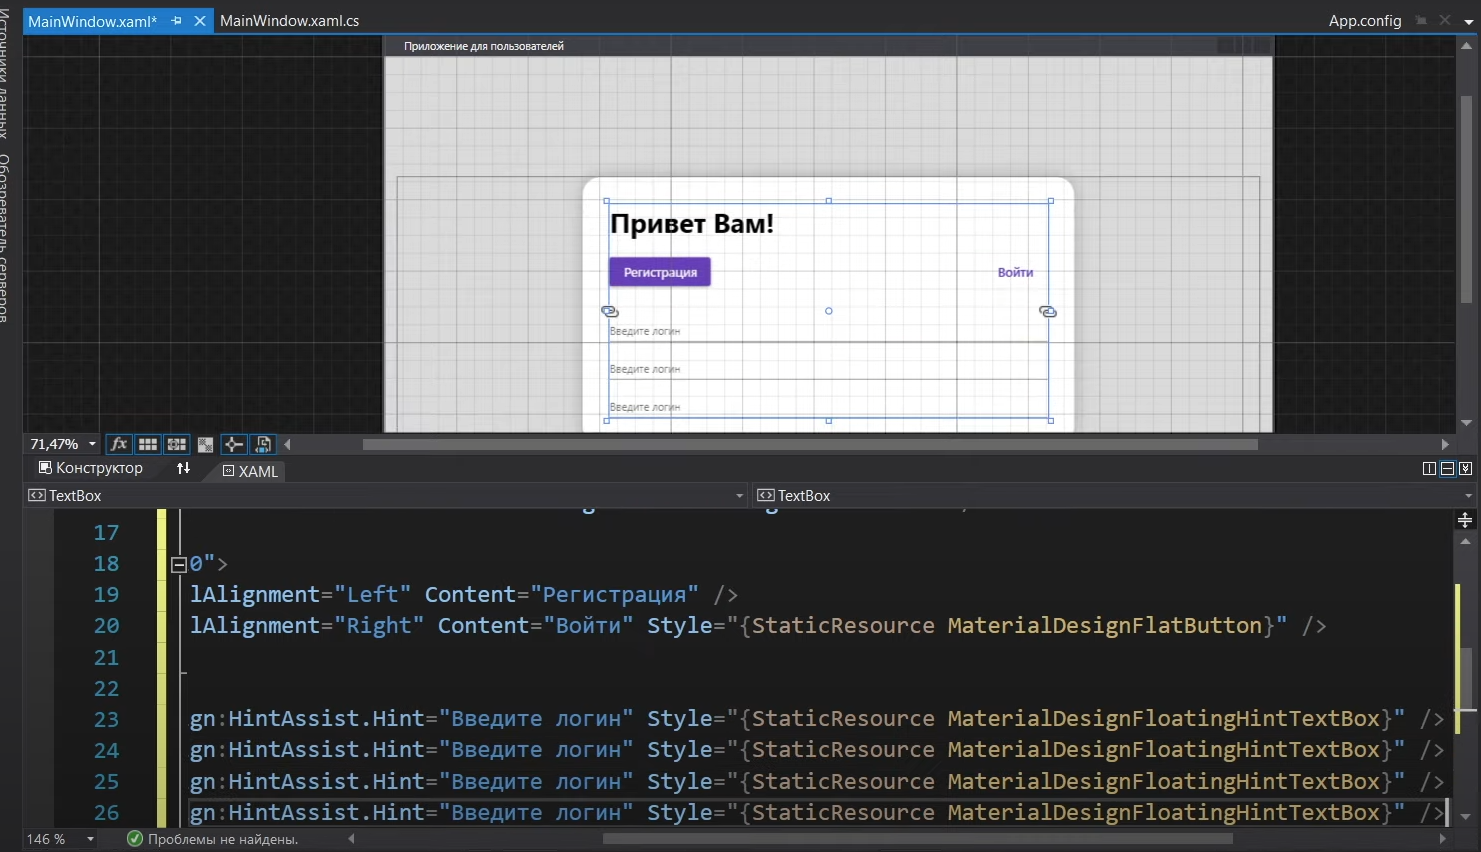 MainWindow.xaml*
MainWindow.xaml.cs
App.config
Источники данных
Обозреватель серверов
Приложение для пользователей
Привет Вам!
Регистрация
Войти
Введите логин
Введите логин
Введите логин
71,47%
fx
Конструктор
XAML
TextBox
TextBox
17
18 0">
19 lAlignment="Left" Content="Регистрация" />
20 lAlignment="Right" Content="Войти" Style="{StaticResource MaterialDesignFlatButton}" />
21
22
23 gn:HintAssist.Hint="Введите логин" Style="{StaticResource MaterialDesignFloatingHintTextBox}" />
24 gn:HintAssist.Hint="Введите логин" Style="{StaticResource MaterialDesignFloatingHintTextBox}" />
25 gn:HintAssist.Hint="Введите логин" Style="{StaticResource MaterialDesignFloatingHintTextBox}" />
26 gn:HintAssist.Hint="Введите логин" Style="{StaticResource MaterialDesignFloatingHintTextBox}" />
146 %
Проблемы не найдены.